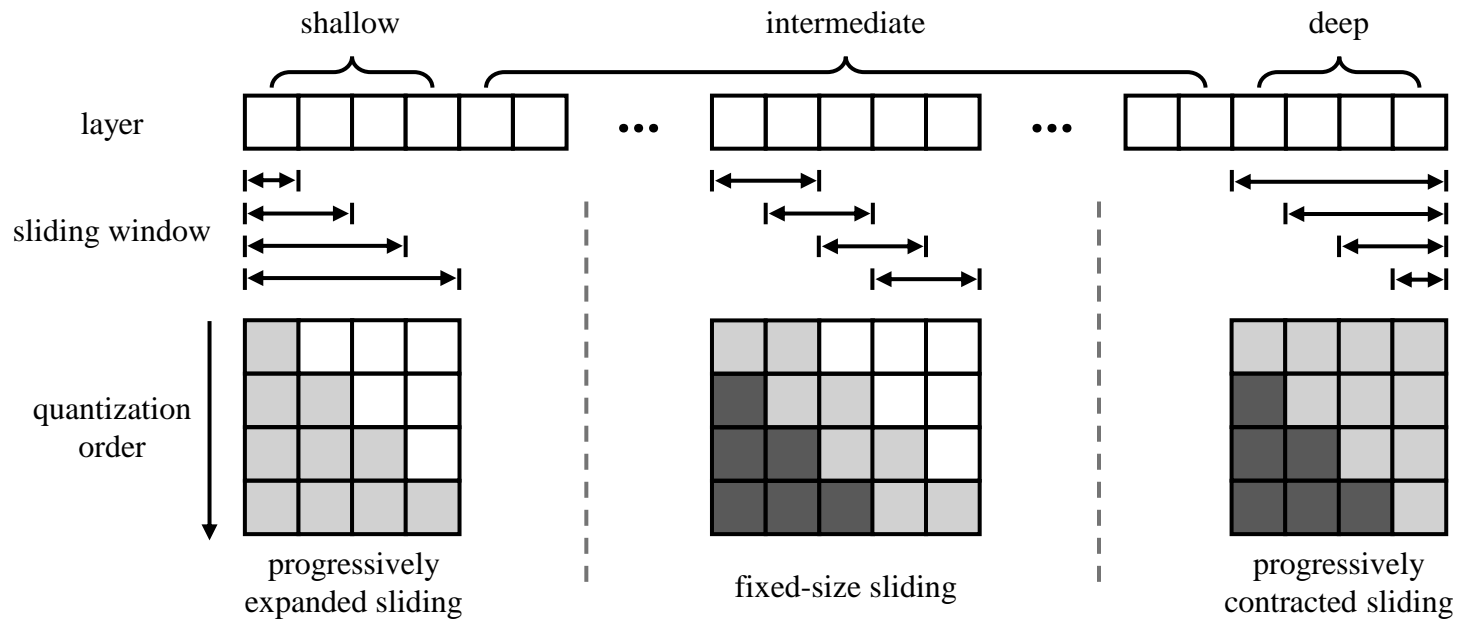 shallow
intermediate
deep
layer
...
...
sliding window
quantization
order
progressively
expanded sliding
fixed-size sliding
progressively
contracted sliding